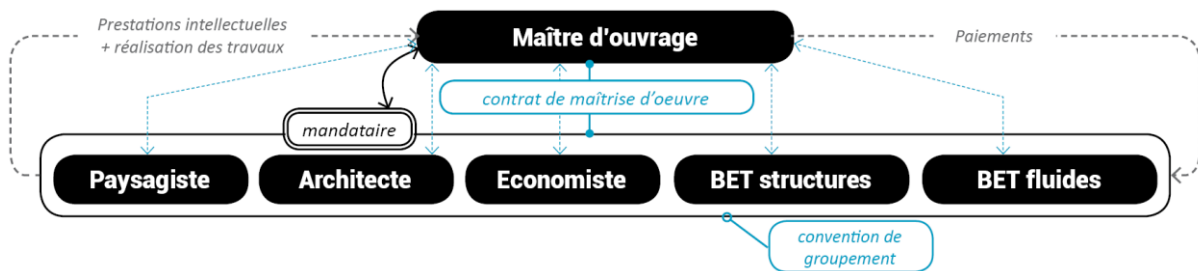 Prestations intellectuelles
+ réalisation des travaux
Maître d'ouvrage
Paiements
contrat de maîtrise d'oeuvre
mandataire
Paysagiste
Architecte
Economiste
BET structures
BET fluides
convention de
groupement